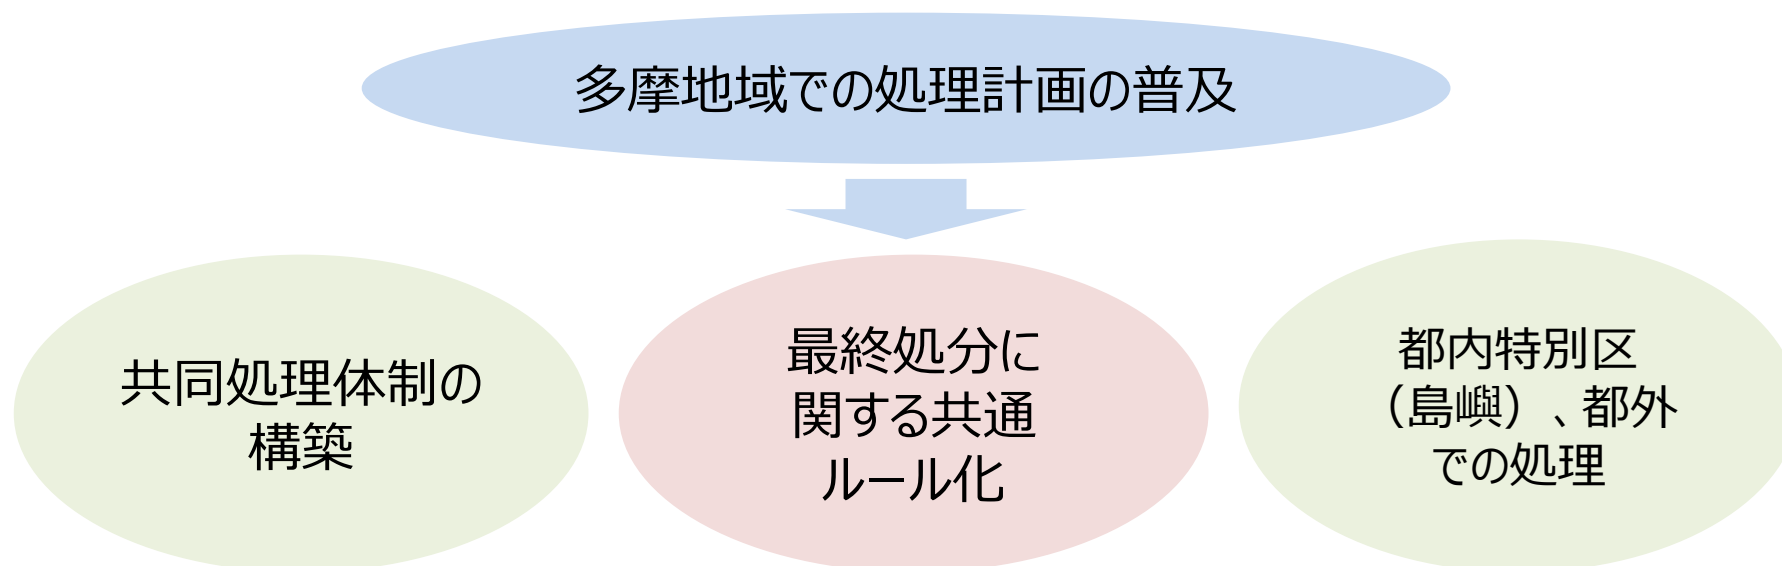 多摩地域での処理計画の普及
共同処理体制の
構築
最終処分に
関する共通
ルール化
都内特別区
（島嶼）、都外
での処理